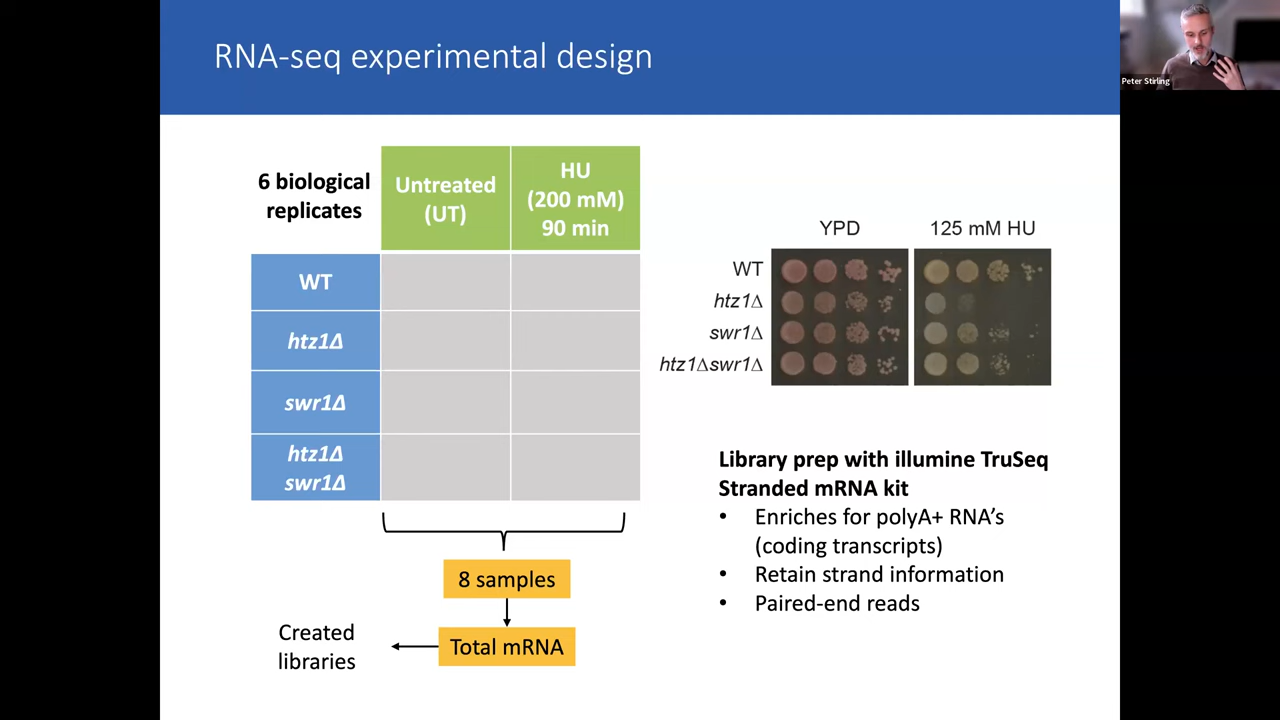 RNA-seq experimental design
Peter Stirling
6 biological
replicates
Untreated
(UT)
HU
(200 mM)
90 min
WT
htz1Δ
swr1Δ
htz1Δ
swr1Δ
8 samples
Total mRNA
Created
libraries
YPD
125 mM HU
WT
htz1Δ
swr1Δ
htz1Δswr1Δ
Library prep with illumine TruSeq
Stranded mRNA kit
• Enriches for polyA+ RNA’s
(coding transcripts)
• Retain strand information
• Paired-end reads